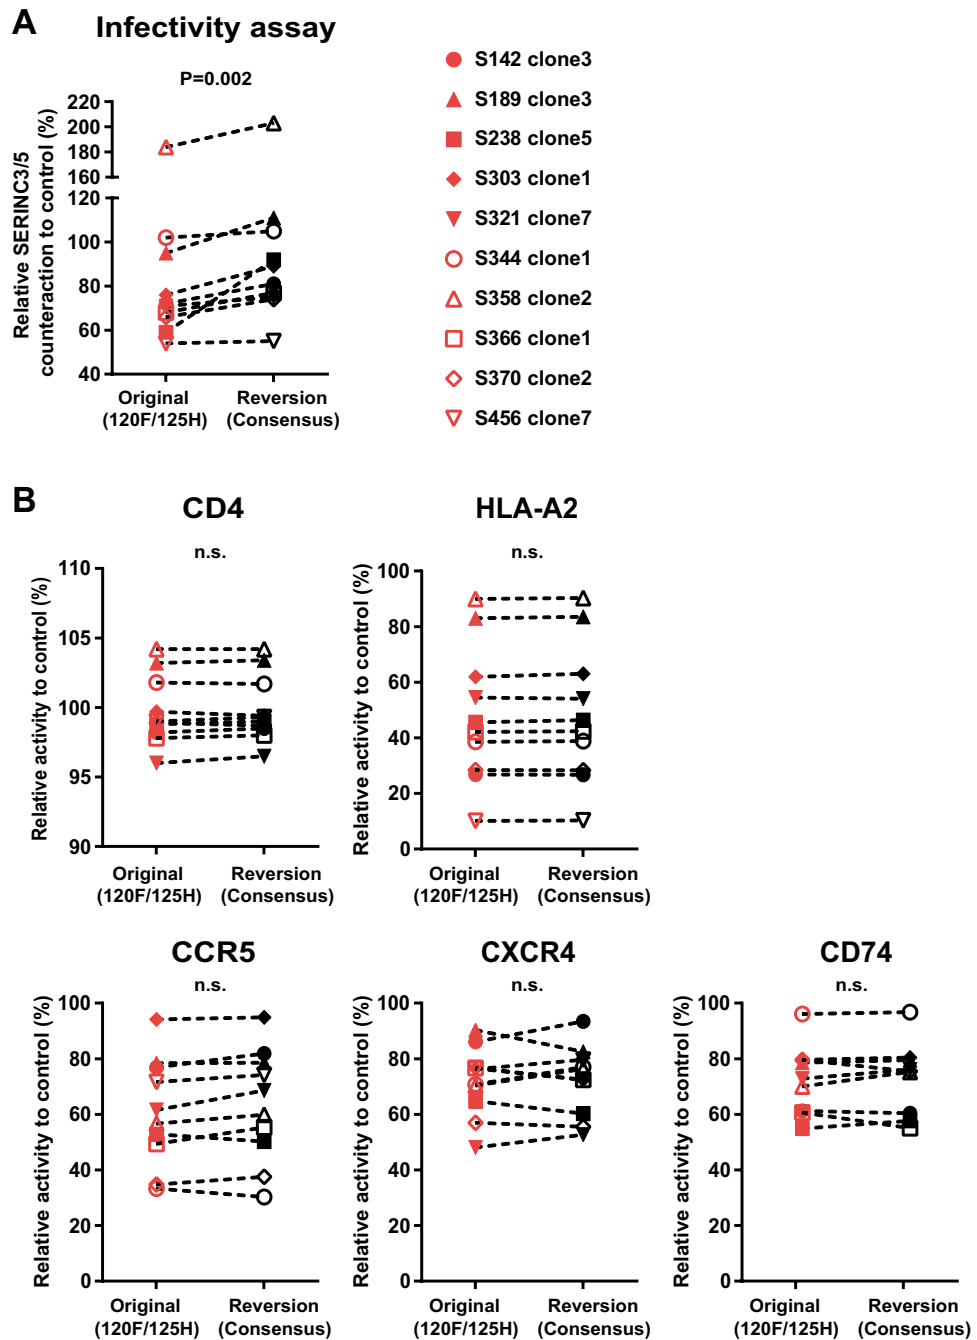 A Infectivity assay
P=0.002
Relative SERINC3/5
counteraction to control (%)
220
200
180
160
120
100
80
60
40
Original
(120F/125H)
Reversion
(Consensus)
S142 clone3
S189 clone3
S238 clone5
S303 clone1
S321 clone7
S344 clone1
S358 clone2
S366 clone1
S370 clone2
S456 clone7
B
CD4
n.s.
Relative activity to control (%)
110
105
100
95
90
Original
(120F/125H)
Reversion
(Consensus)
HLA-A2
n.s.
Relative activity to control (%)
100
80
60
40
20
0
Original
(120F/125H)
Reversion
(Consensus)
CCR5
n.s.
Relative activity to control (%)
100
80
60
40
20
0
Original
(120F/125H)
Reversion
(Consensus)
CXCR4
n.s.
Relative activity to control (%)
100
80
60
40
20
0
Original
(120F/125H)
Reversion
(Consensus)
CD74
n.s.
Relative activity to control (%)
100
80
60
40
20
0
Original
(120F/125H)
Reversion
(Consensus)